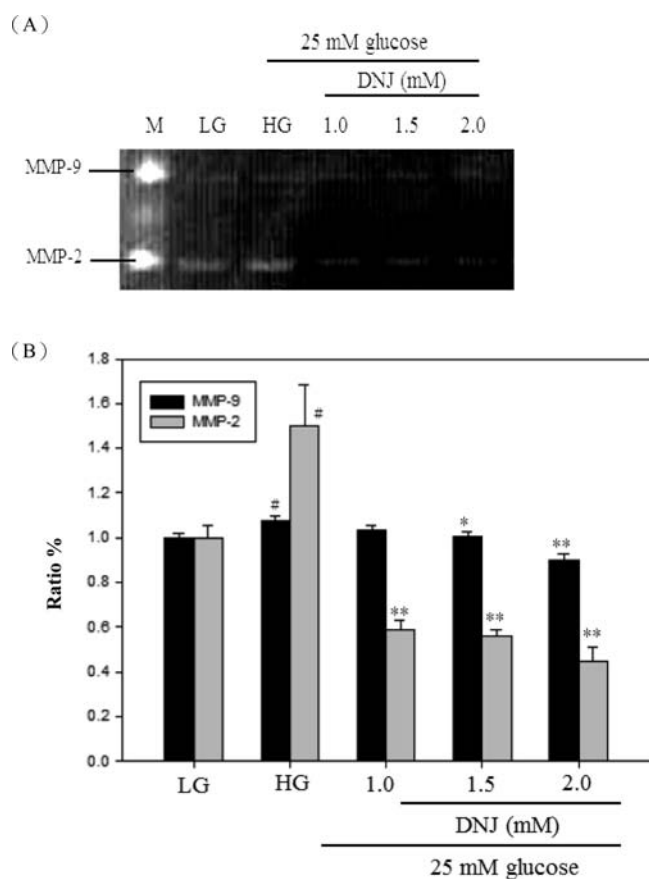 (A)
25 mM glucose
DNJ (mM)
M LG HG 1.0 1.5 2.0
MMP-9
MMP-2
(B)
1.8
1.6
1.4
1.2
1.0
0.8
0.6
0.4
0.2
0.0
Ratio %
MMP-9
MMP-2
# #
* **
** ** **
LG HG 1.0 1.5 2.0
DNJ (mM)
25 mM glucose